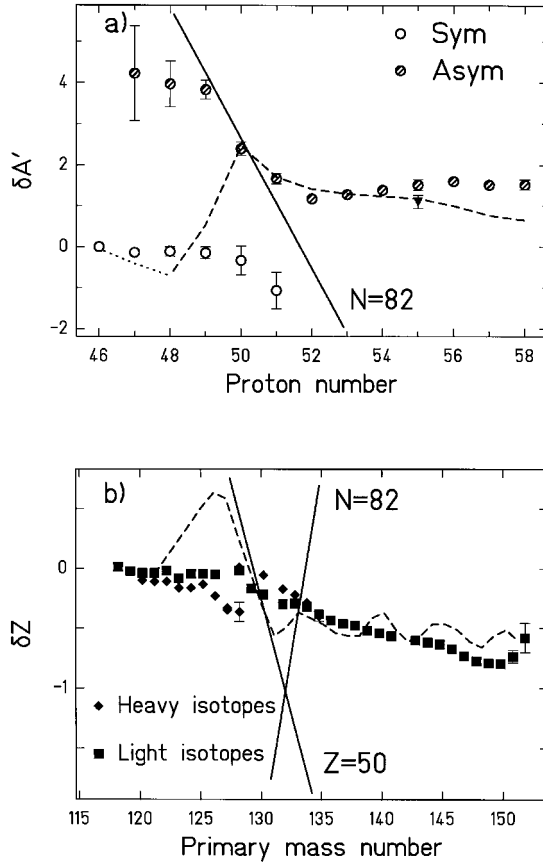 a)
Sym
Asym
4
2
0
-2
δA'
N=82
46 48 50 52 54 56 58
Proton number
b)
N=82
0
-1
δZ
Heavy isotopes
Light isotopes
Z=50
115 120 125 130 135 140 145 150
Primary mass number